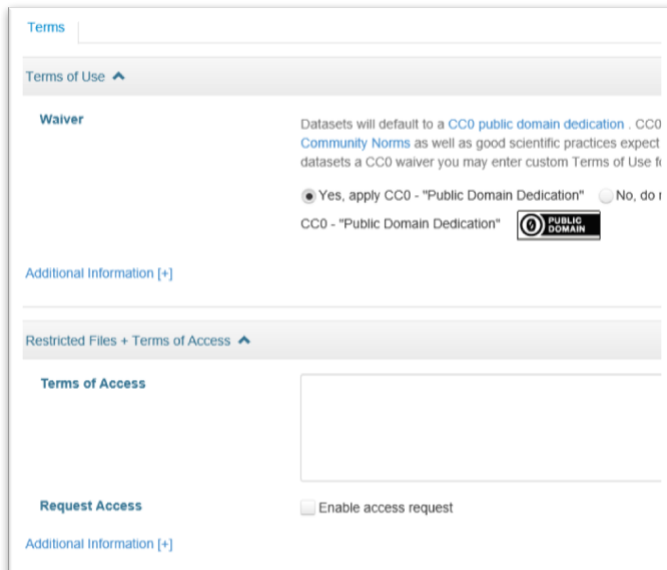 Terms
Terms of Use
Waiver
Datasets will default to a CC0 public domain dedication . CC0
Community Norms as well as good scientific practices expect
datasets a CC0 waiver you may enter custom Terms of Use
Yes, apply CC0 - "Public Domain Dedication" No, do
CC0 - "Public Domain Dedication" PUBLIC DOMAIN
Additional Information [+]
Restricted Files + Terms of Access
Terms of Access
Request Access Enable access request
Additional Information [+]